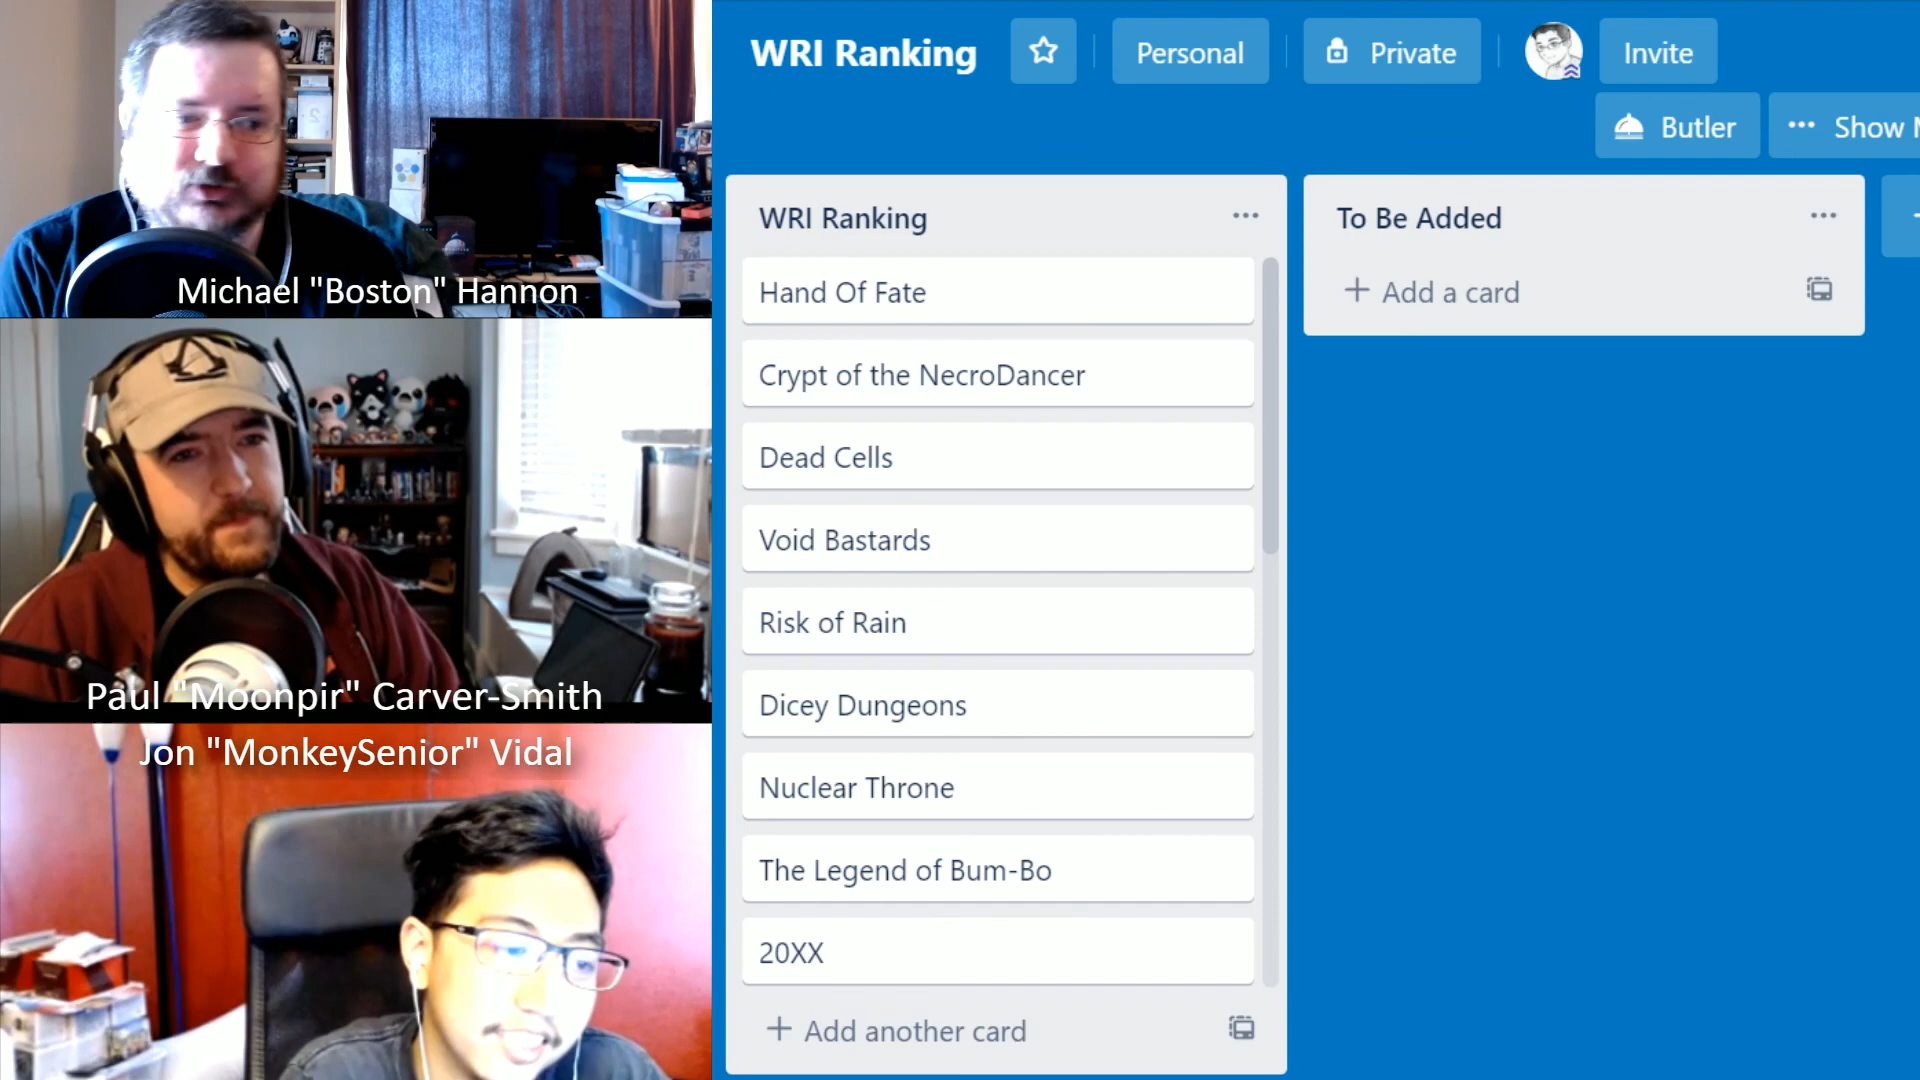 Michael "Boston" Hannon
Paul "Moonpir" Carver-Smith
Jon "MonkeySenior" Vidal
WRI Ranking
Personal
Private
Invite
Butler
Show
WRI Ranking
Hand Of Fate
Crypt of the NecroDancer
Dead Cells
Void Bastards
Risk of Rain
Dicey Dungeons
Nuclear Throne
The Legend of Bum-Bo
20XX
Add another card
To Be Added
Add a card